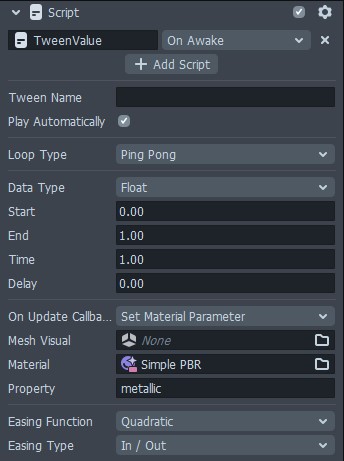 Script
TweenValue On Awake
+ Add Script
Tween Name
Play Automatically
Loop Type Ping Pong
Data Type Float
Start 0.00
End 1.00
Time 1.00
Delay 0.00
On Update Callba... Set Material Parameter
Mesh Visual None
Material Simple PBR
Property metallic
Easing Function Quadratic
Easing Type In / Out